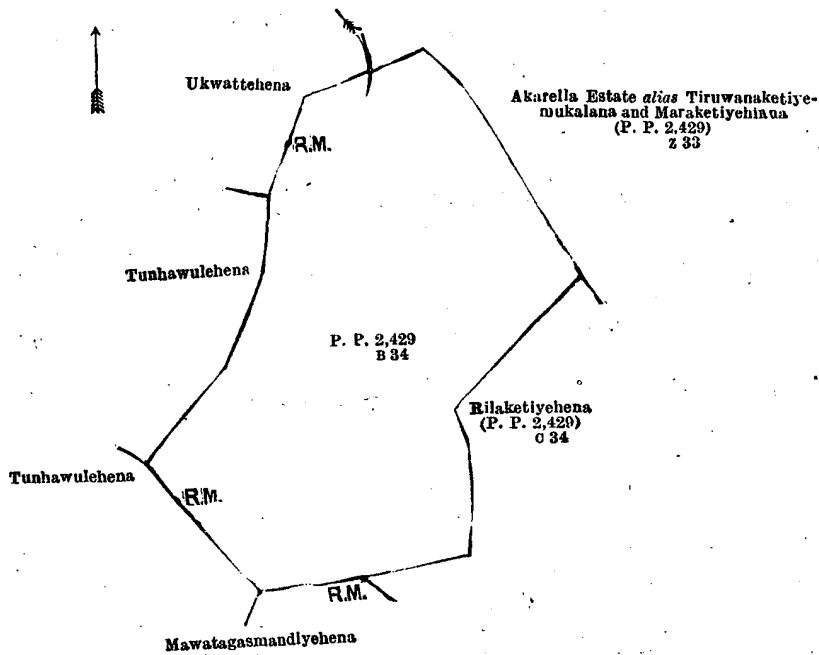 Ukwattehena
Akarella Estate alias Tiruwanaketiye-
mukalana and Maraketiyehinna
(P. P. 2,429)
Z 33
R.M.
Tunhawulehena
P. P. 2,429
B 34
Rilaketiyehena
(P. P. 2,429)
C 34
Tunhawulehena
R.M.
R.M.
Mawatagasmandiyehena